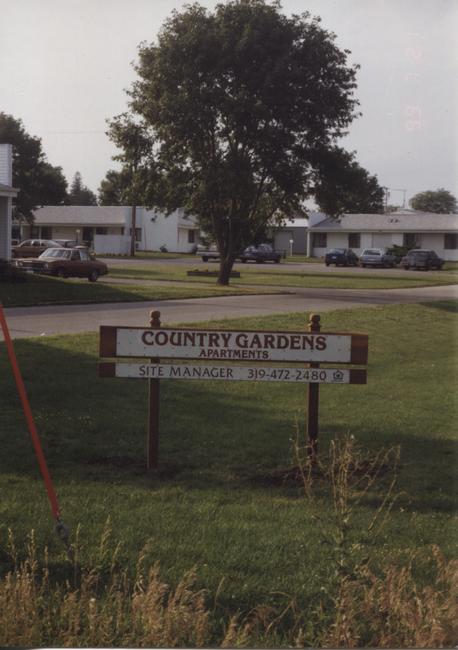 COUNTRY GARDENS
APARTMENTS
SITE MANAGER 319-472-2480